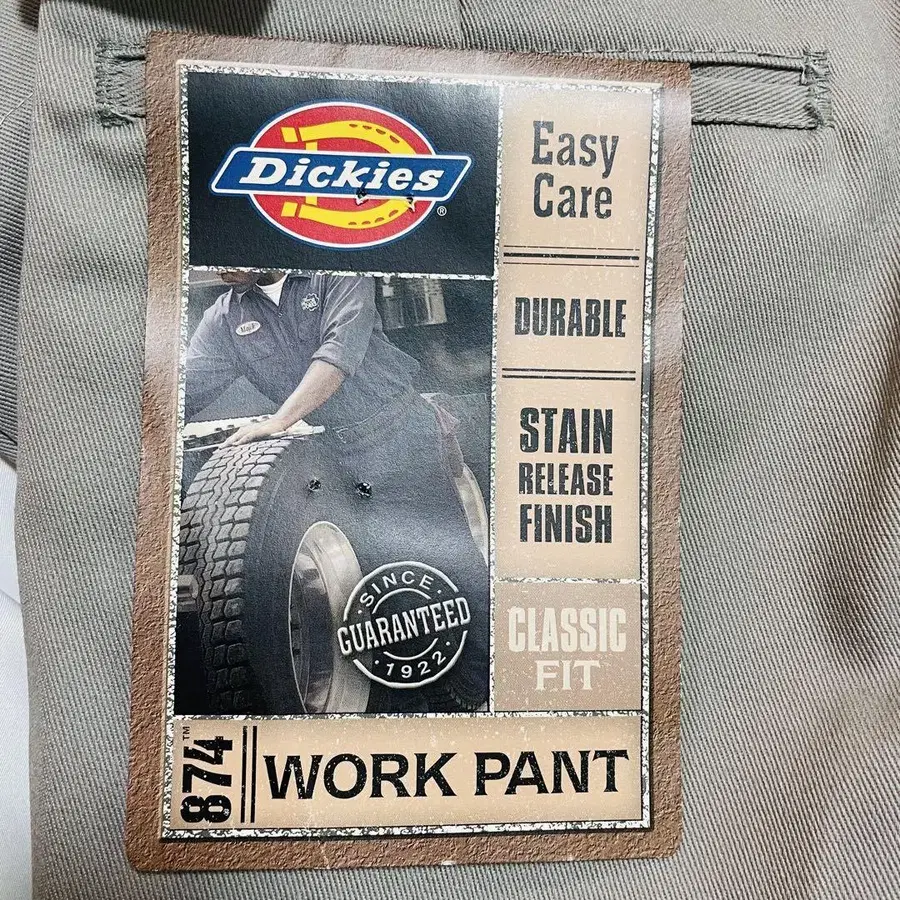 Dickies®
Easy
Care
DURABLE
STAIN
RELEASE
FINISH
·SINCE·
GUARANTEED
·1922·
CLASSIC
FIT
874™
WORK PANT